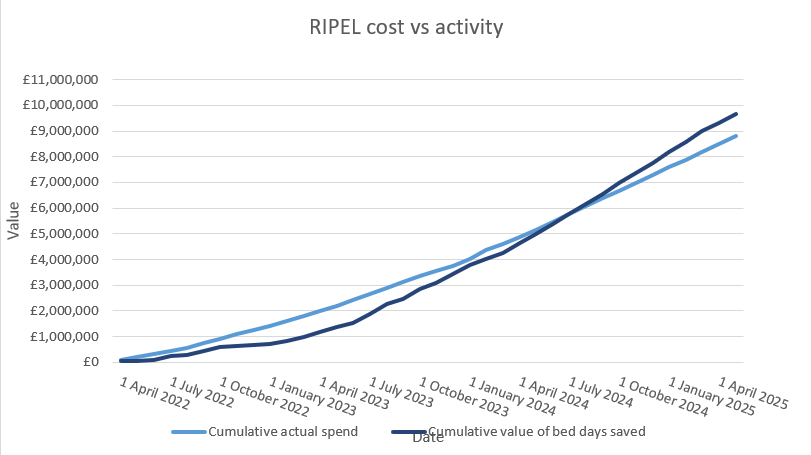 RIPEL cost vs activity
£11,000,000
£10,000,000
£9,000,000
£8,000,000
£7,000,000
£6,000,000
£5,000,000
£4,000,000
£3,000,000
£2,000,000
£1,000,000
£0
Value
1 April 2022
1 July 2022
1 October 2022
1 January 2023
1 April 2023
1 July 2023
1 October 2023
1 January 2024
1 April 2024
1 July 2024
1 October 2024
1 January 2025
1 April 2025
Date
Cumulative actual spend
Cumulative value of bed days saved